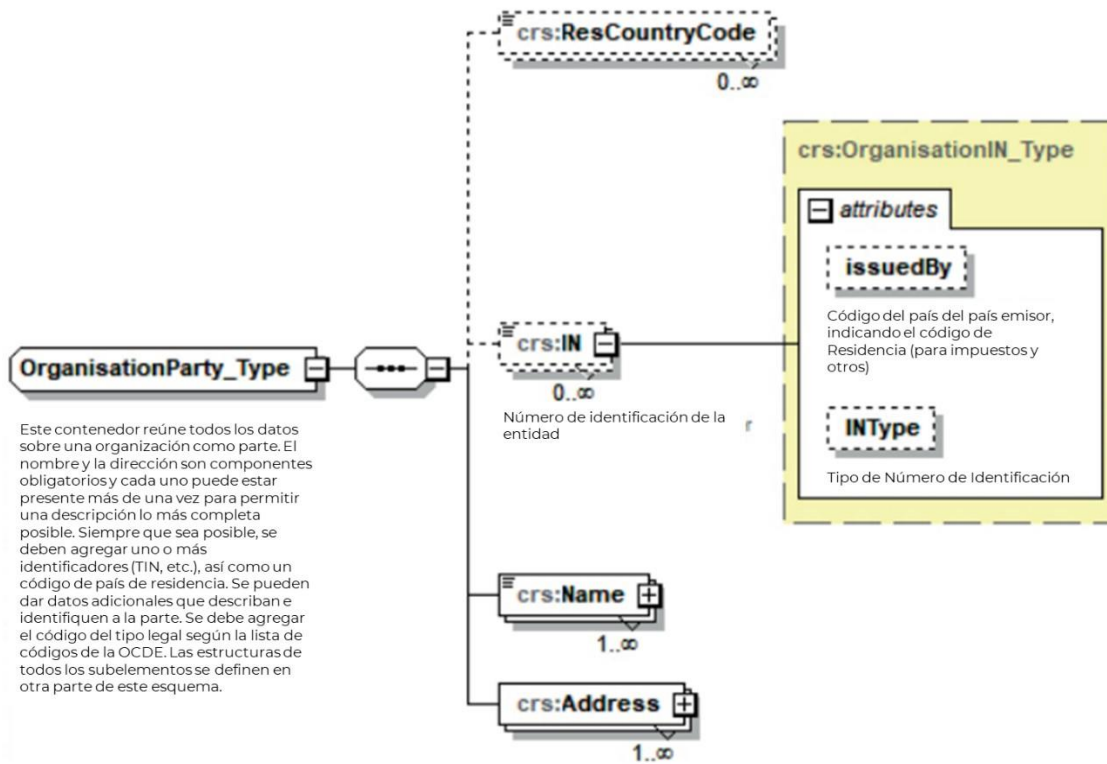 crs:ResCountryCode
0..∞
crs:OrganisationIN_Type
attributes
issuedBy
Código del país del país emisor,
indicando el código de
Residencia (para impuestos y
otros)
crs:IN
0..∞
Número de identificación de la
entidad
r
INType
Tipo de Número de Identificación
OrganisationParty_Type
Este contenedor reúne todos los datos
sobre una organización como parte. El
nombre y la dirección son componentes
obligatorios y cada uno puede estar
presente más de una vez para permitir
una descripción lo más completa
posible. Siempre que sea posible, se
deben agregar uno o más
identificadores (TIN, etc.), así como un
código de país de residencia. Se pueden
dar datos adicionales que describan e
identifiquen a la parte. Se debe agregar
el código del tipo legal según la lista de
códigos de la OCDE. Las estructuras de
todos los subelementos se definen en
otra parte de este esquema.
crs:Name
1..∞
crs:Address
1..∞